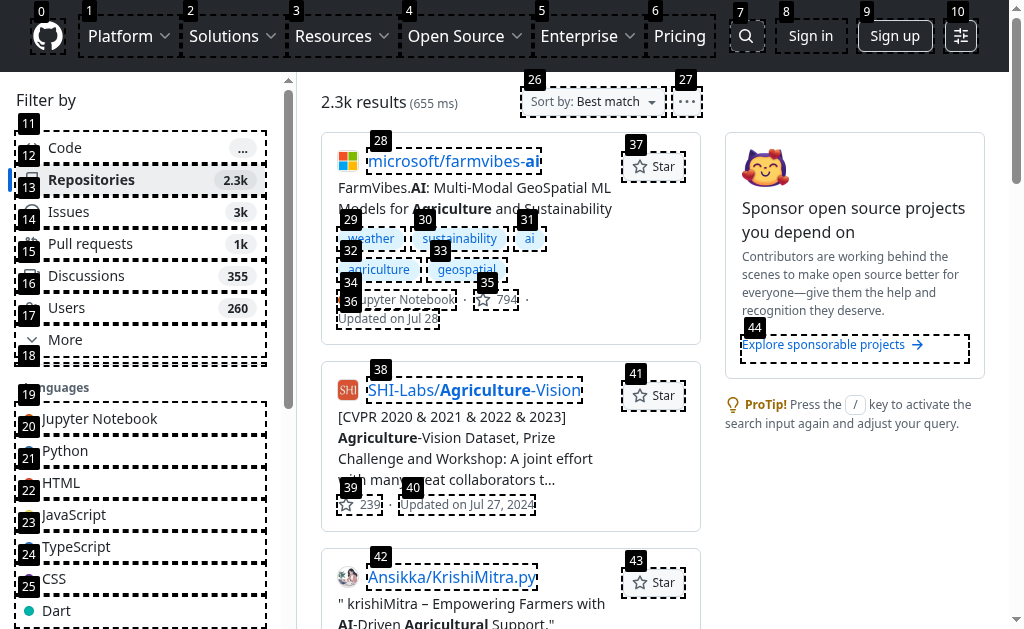 0 1 2 3 4 5 6 7 8 9 10
Platform Solutions Resources Open Source Enterprise Pricing Sign in Sign up
Filter by
11
Code ...
12
Repositories 2.3k
13
Issues 3k
14
Pull requests 1k
15
Discussions 355
16
Users 260
17
More
18
19
Jupyter Notebook
20
Python
21
HTML
22
JavaScript
23
TypeScript
24
CSS
25
Dart
2.3k results (655 ms)
26
Sort by: Best match
27
...
28
microsoft/farmvibes-ai
37
Star
FarmVibes.AI: Multi-Modal GeoSpatial ML
Models for Agriculture and Sustainability
29 30 31
weather sustainability ai
32 33
agriculture geospatial
34 35
Jupyter Notebook · 794 ·
36
Updated on Jul 28
38
SHI-Labs/Agriculture-Vision
41
Star
SHI
[CVPR 2020 & 2021 & 2022 & 2023]
Agriculture-Vision Dataset, Prize
Challenge and Workshop: A joint effort
with many great collaborators t...
39 40
239 · Updated on Jul 27, 2024
42
Ansikka/KrishiMitra.py
43
Star
" krishiMitra – Empowering Farmers with
AI-Driven Agricultural Support."
Sponsor open source projects
you depend on
Contributors are working behind the
scenes to make open source better for
everyone—give them the help and
recognition they deserve.
44
Explore sponsorable projects
ProTip! Press the / key to activate the
search input again and adjust your query.